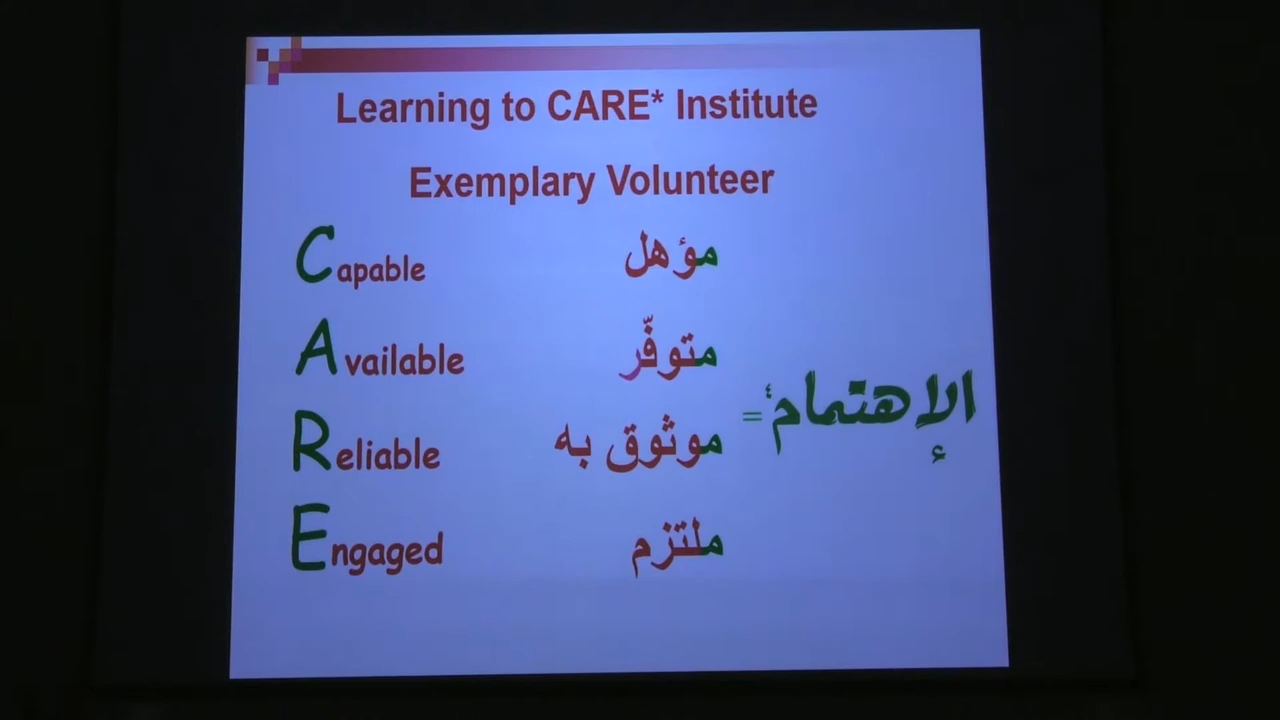 Learning to CARE* Institute
Exemplary Volunteer
Capable مؤهل
Available متوفّر
Reliable موثوق به
Engaged ملتزم
= الإهتمام